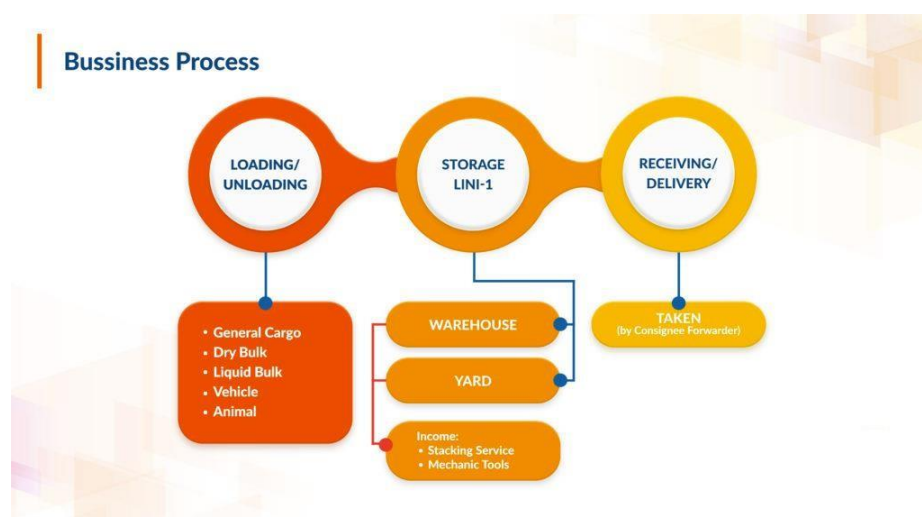 Bussiness Process
LOADING/
UNLOADING
STORAGE
LINI-1
RECEIVING/
DELIVERY
• General Cargo
• Dry Bulk
• Liquid Bulk
• Vehicle
• Animal
WAREHOUSE
YARD
Income:
• Stacking Service
• Mechanic Tools
TAKEN
(by Consignee Forwarder)